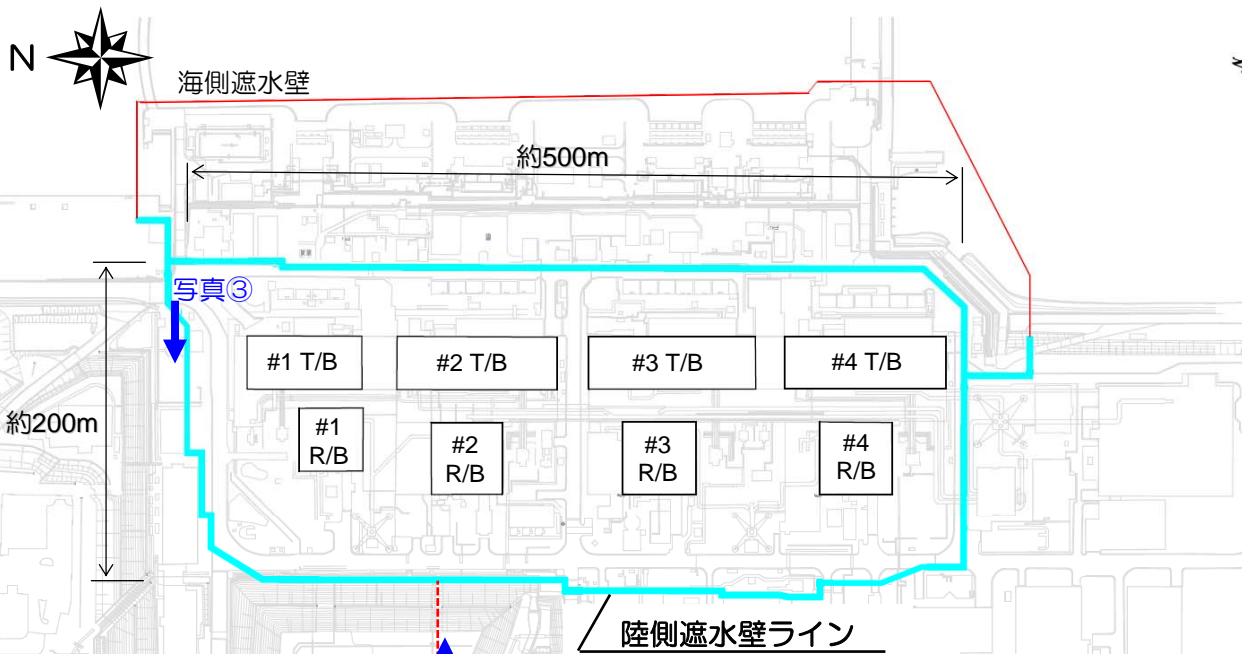 N
海側遮水壁
約500m
写真③
#1 T/B
#2 T/B
#3 T/B
#4 T/B
約200m
#1
R/B
#2
R/B
#3
R/B
#4
R/B
陸側遮水壁ライン